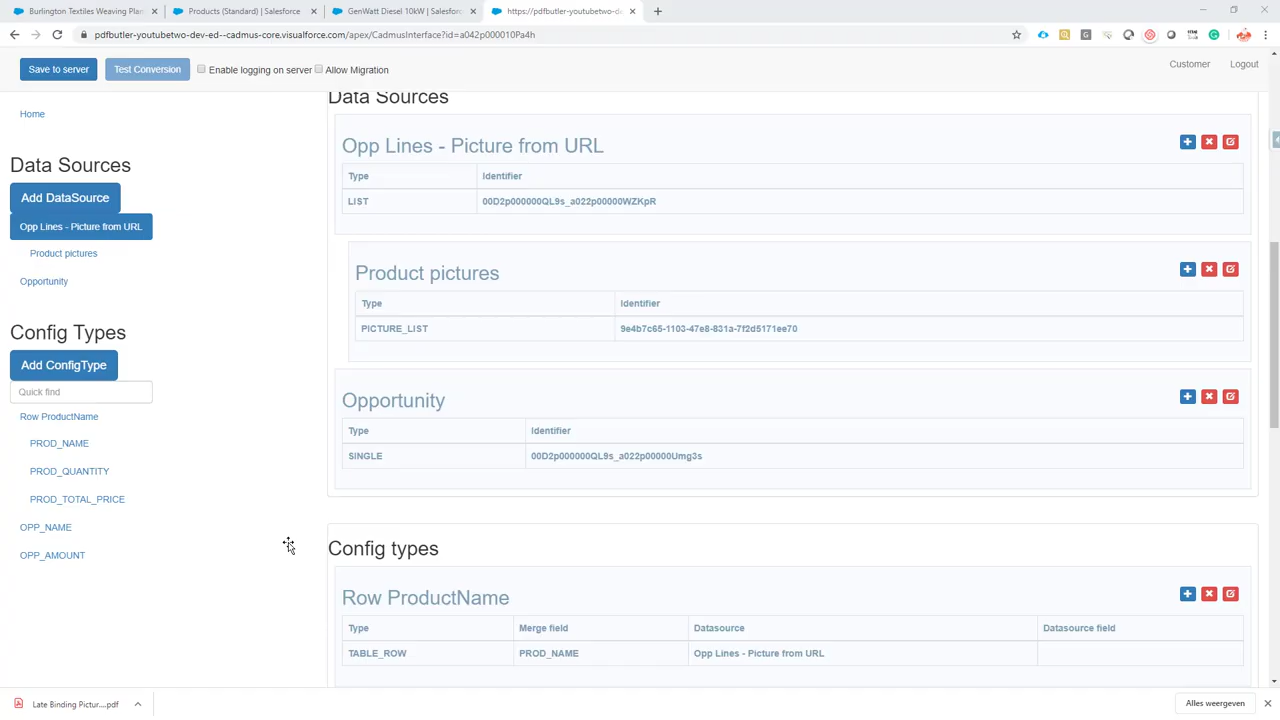 Burlington Textiles Weaving Plan
Products (Standard) | Salesforce
GenWatt Diesel 10kW | Salesforc
https://pdfbutler-youtubetwo-dev
pdfbutler-youtubetwo-dev-ed--cadmus-core.visualforce.com/apex/CadmusInterface?id=a042p000010Pa4h
Save to server
Test Conversion
Enable logging on server
Allow Migration
Customer
Logout
Home
Data Sources
Add DataSource
Opp Lines - Picture from URL
Product pictures
Opportunity
Config Types
Add ConfigType
Quick find
Row ProductName
PROD_NAME
PROD_QUANTITY
PROD_TOTAL_PRICE
OPP_NAME
OPP_AMOUNT
Data Sources
Opp Lines - Picture from URL
Type Identifier
LIST 00D2p000000QL9s_a022p00000WZKpR
Product pictures
Type Identifier
PICTURE_LIST 9e4b7c65-1103-47e8-831a-7f2d5171ee70
Opportunity
Type Identifier
SINGLE 00D2p000000QL9s_a022p00000Umg3s
Config types
Row ProductName
Type Merge field Datasource Datasource field
TABLE_ROW PROD_NAME Opp Lines - Picture from URL
Late Binding Pictur....pdf
Alles weergeven